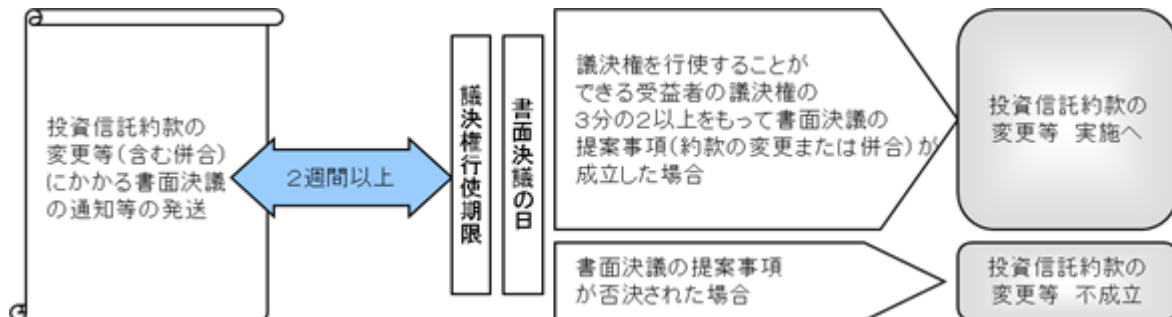 投資信託約款の
変更等(含む併合)
にかかる書面決議
の通知等の発送
2週間以上
議決権行使期限
書面決議の日
議決権を行使することが
できる受益者の議決権の
3分の2以上をもって書面決議の
提案事項(約款の変更または併合)が
成立した場合
投資信託約款の
変更等 実施へ
書面決議の提案事項
が否決された場合
投資信託約款の
変更等 不成立